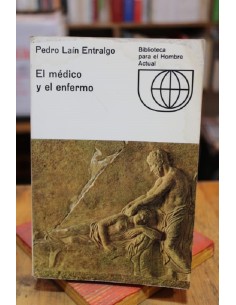 Pedro Laín Entralgo
El médico
y el enfermo
Biblioteca
para el Hombre
Actual